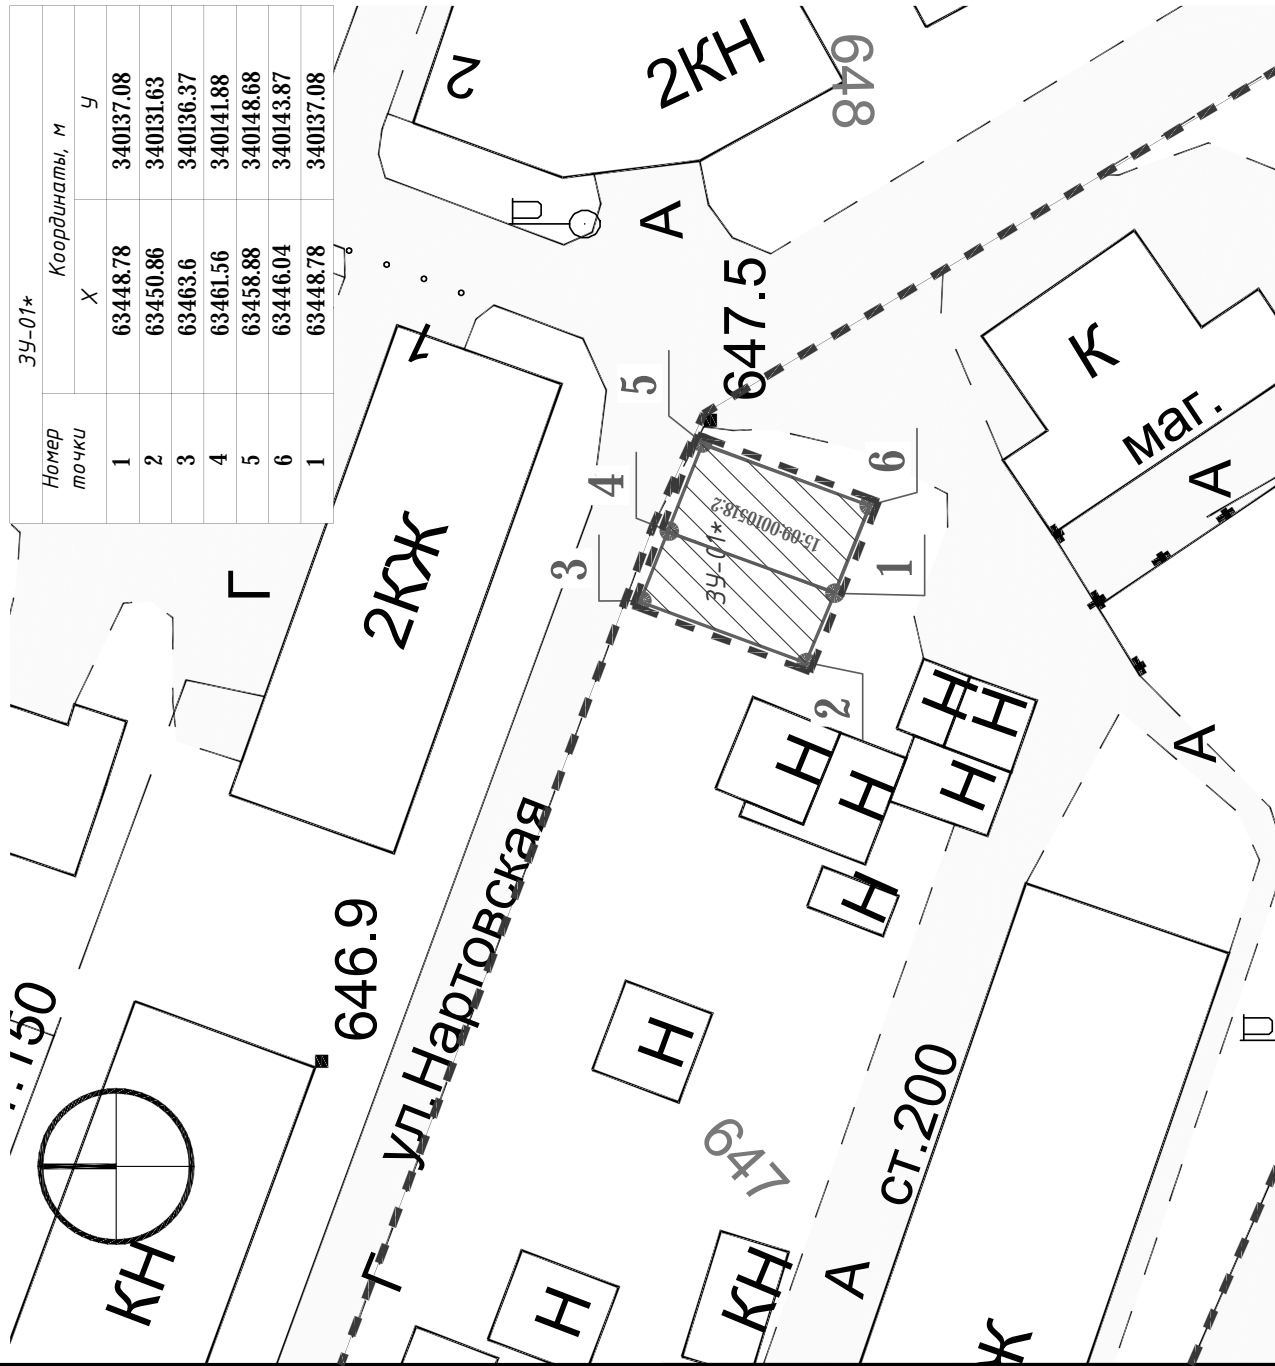 ЗУ-01*
Номер точки Координаты, м
X У
1 63448.78 340137.08
2 63450.86 340131.63
3 63463.6 340136.37
4 63461.56 340141.88
5 63458.88 340148.68
6 63446.04 340143.87
1 63448.78 340137.08
2
2КН
648
А
647.5
1
2КЖ
Г
К
маг.
А
5
4
3
6
1
2
15:09:0010518:2
ЗУ-01*
Н
Н
Н
Н
Н
Н
А
646.9
ул.Нартовская
Н
647
ст.200
А
КН
Г
Н
КН
Ж